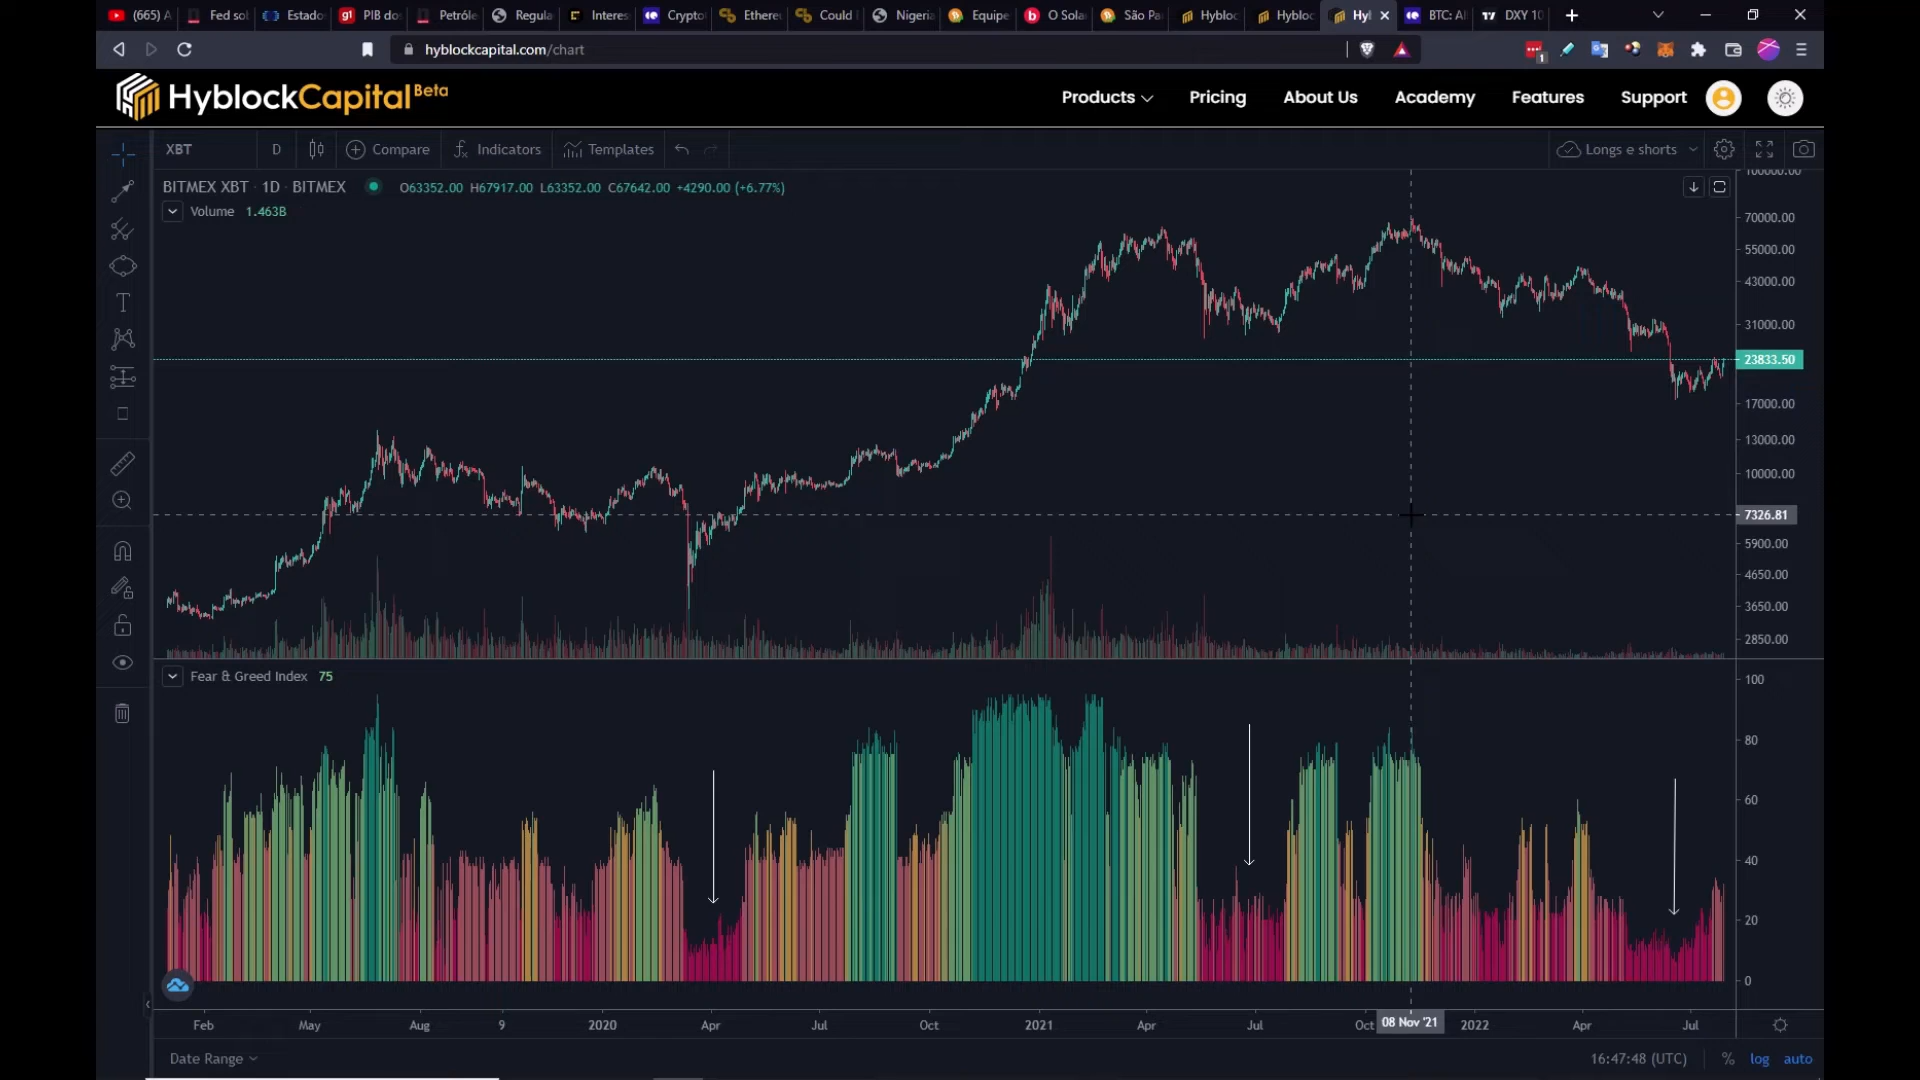 (665) A Fed sol Estado PIB do Petróle Regula Interes Crypto Ethere Could Nigeria Equipe O Sola São Pa Hybloc Hybloc Hyl BTC: Al DXY 10
hyblockcapital.com/chart
1
HyblockCapital Beta Products Pricing About Us Academy Features Support
XBT D Compare Indicators Templates Longs e shorts
BITMEX XBT · 1D · BITMEX O63352.00 H67917.00 L63352.00 C67642.00 +4290.00 (+6.77%)
Volume 1.463B
100000.00
70000.00
55000.00
43000.00
31000.00
23833.50
17000.00
13000.00
10000.00
7326.81
5900.00
4650.00
3650.00
2850.00
Fear & Greed Index 75
100
80
60
40
20
0
Feb May Aug 9 2020 Apr Jul Oct 2021 Apr Jul Oct 08 Nov '21 2022 Apr Jul
Date Range 16:47:48 (UTC) % log auto